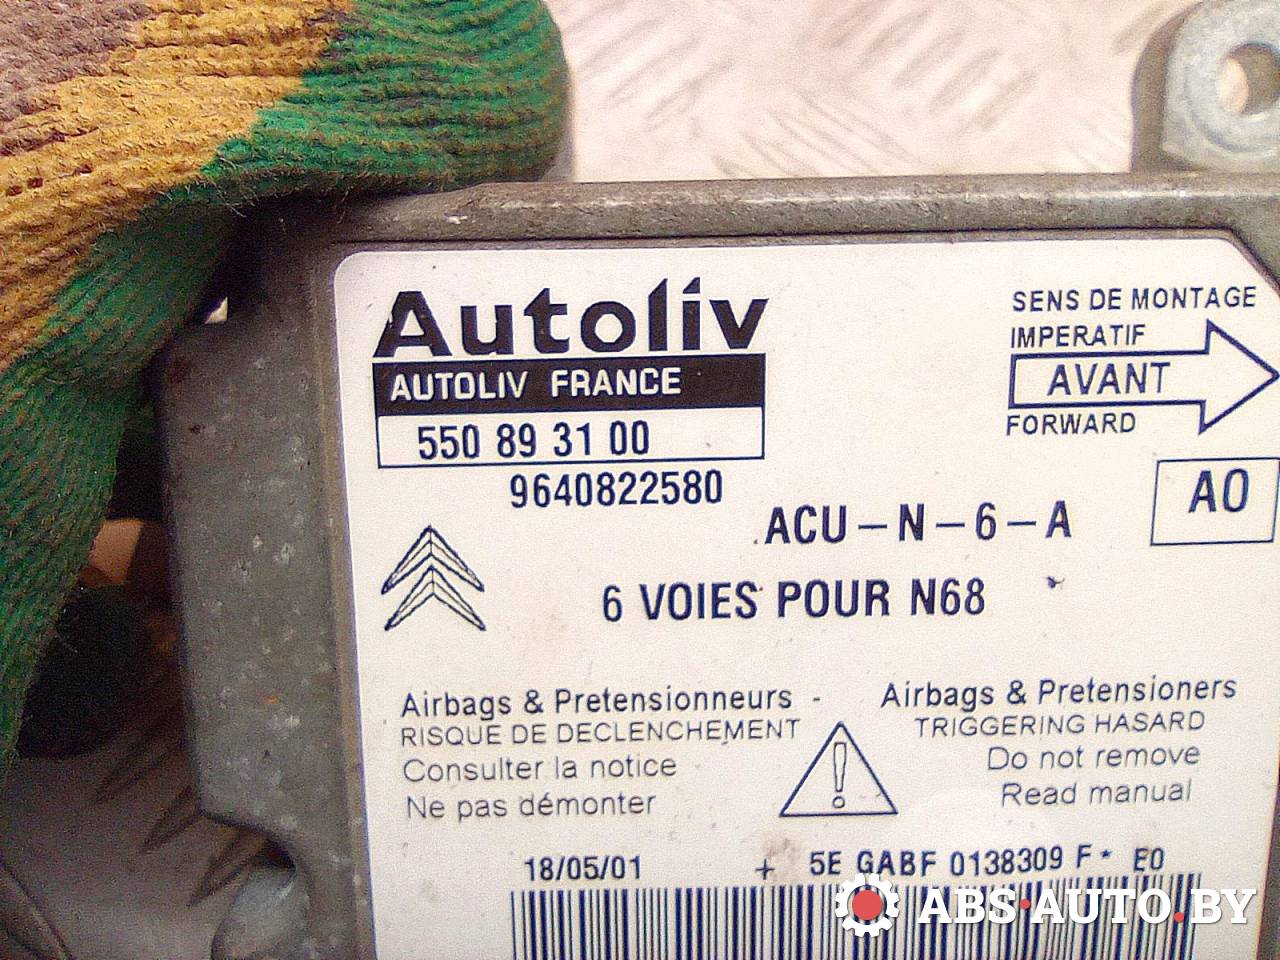 Autoliv
AUTOLIV FRANCE
550 89 31 00
9640822580
SENS DE MONTAGE
IMPERATIF
AVANT
FORWARD
A0
ACU-N-6-A
6 VOIES POUR N68
Airbags & Pretensionneurs -
RISQUE DE DECLENCHEMENT
Consulter la notice
Ne pas démonter
Airbags & Pretensioners
TRIGGERING HASARD
Do not remove
Read manual
18/05/01 + 5E GABF 0138309 F* E0
ABS·AUTO.BY